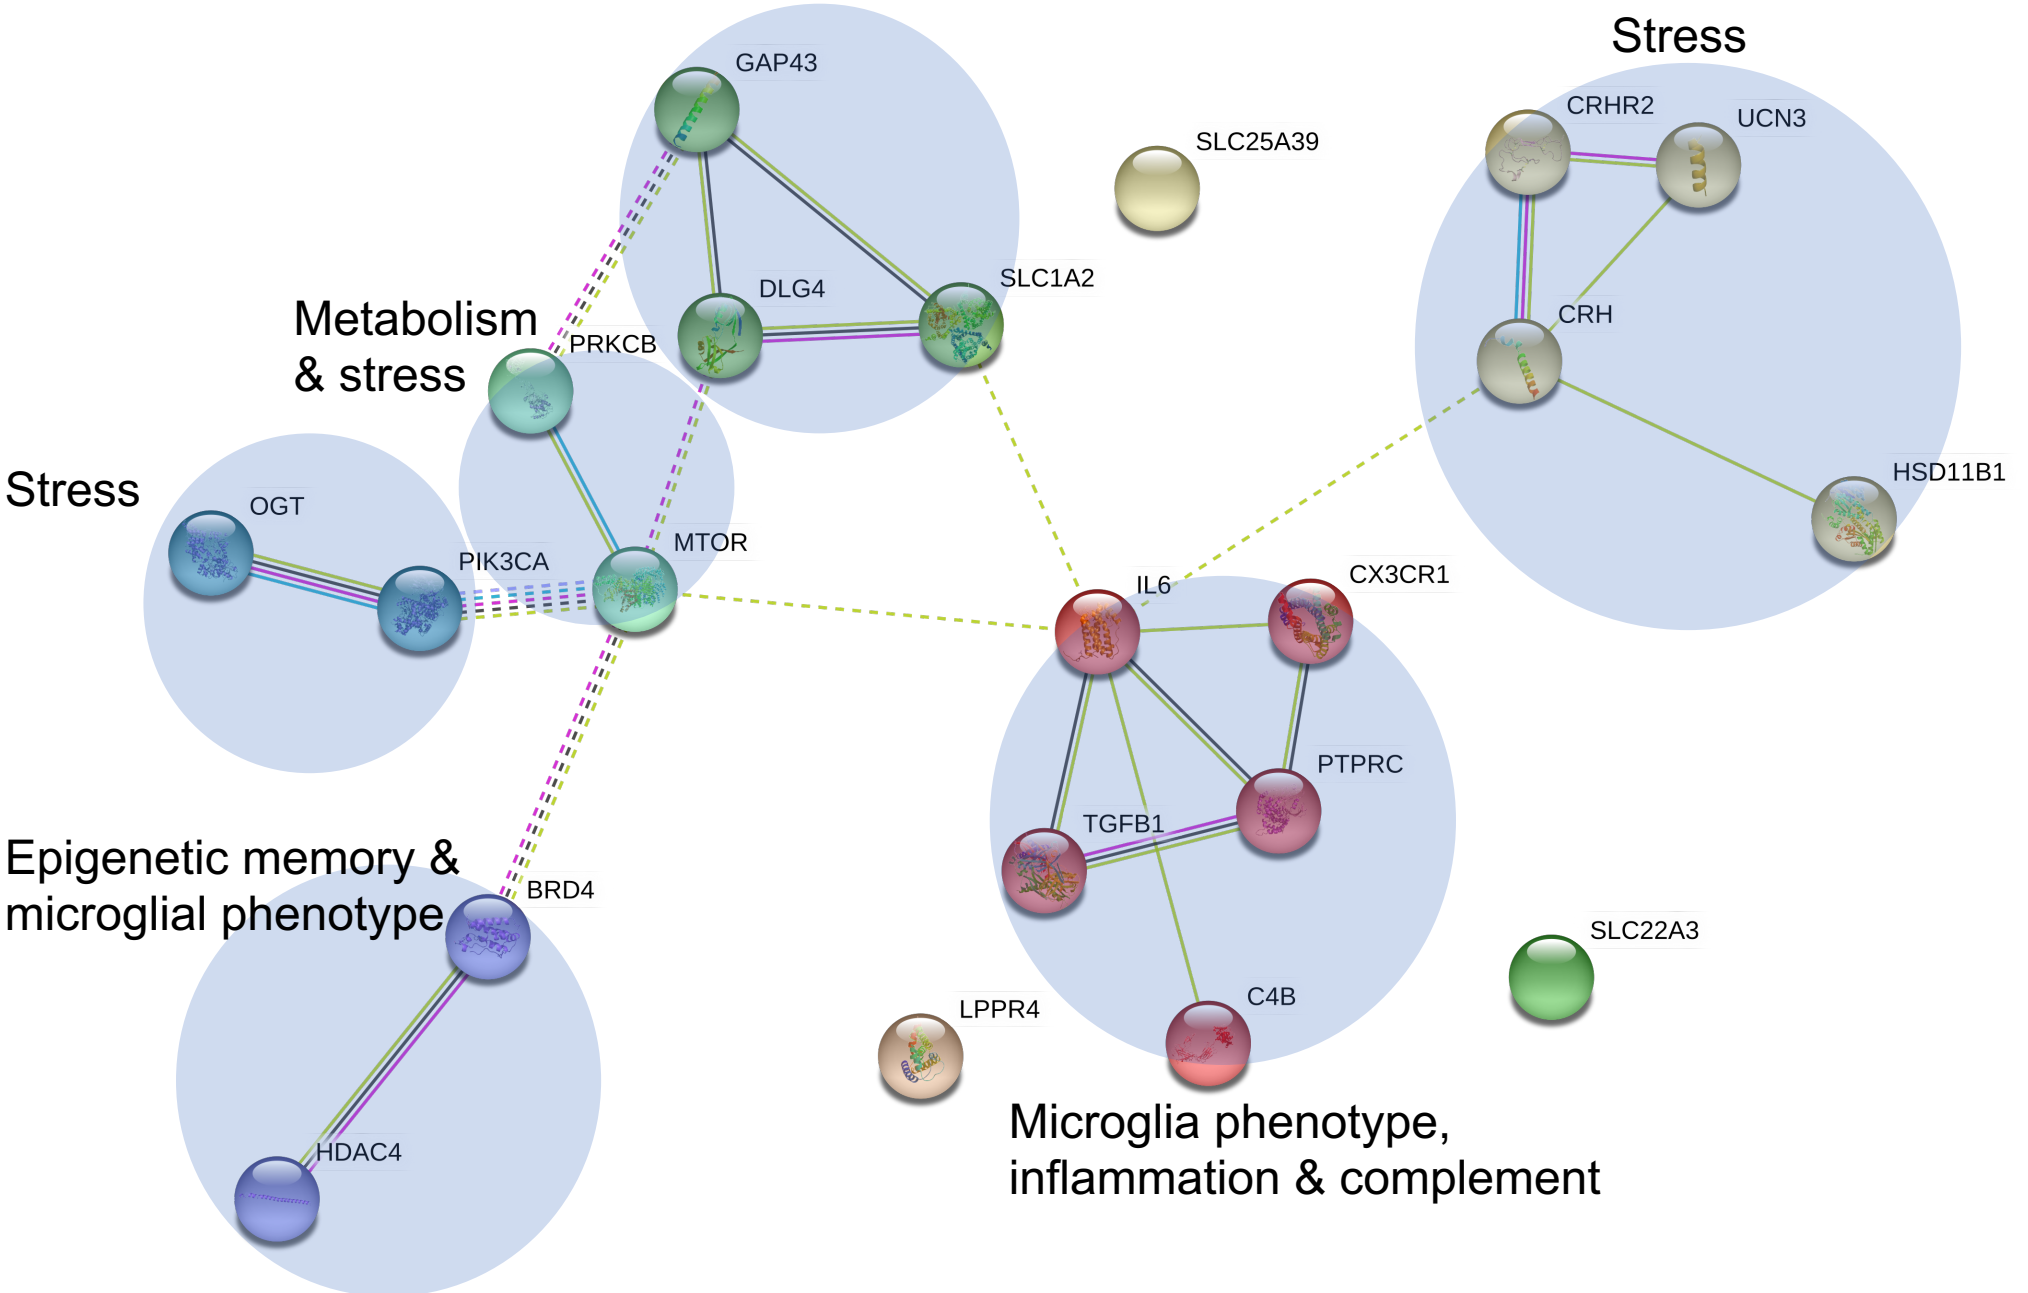 Stress
GAP43
CRHR2
UCN3
SLC25A39
SLC1A2
DLG4
Metabolism
& stress
PRKCB
CRH
HSD11B1
Stress
OGT
PIK3CA
MTOR
IL6
CX3CR1
PTPRC
TGFB1
Epigenetic memory &
microglial phenotype
BRD4
SLC22A3
C4B
LPPR4
Microglia phenotype,
inflammation & complement
HDAC4